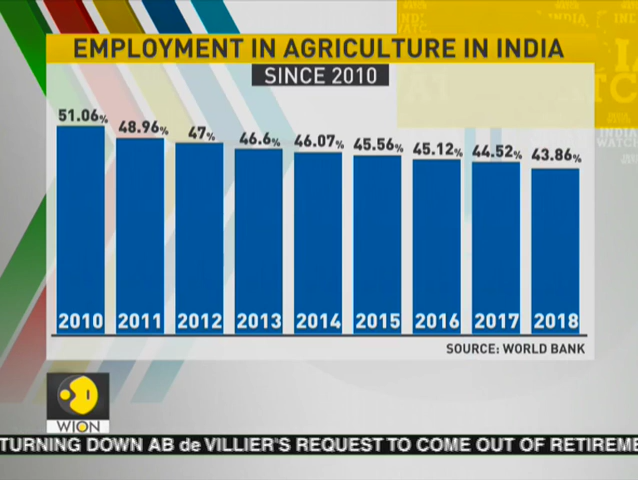 EMPLOYMENT IN AGRICULTURE IN INDIA
SINCE 2010
51.06% 48.96% 47% 46.6% 46.07% 45.56% 45.12% 44.52% 43.86%
2010 2011 2012 2013 2014 2015 2016 2017 2018
SOURCE: WORLD BANK
WION
TURNING DOWN AB de VILLIER'S REQUEST TO COME OUT OF RETIREME